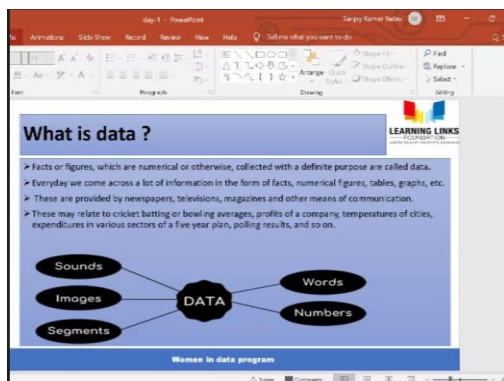 day-1 - PowerPoint
Sanjay Kumar Yadav
SK
Animations Slide Show Record Review View Help Tell me what you want to do
Shape Fill
Shape Outline
Shape Effects
Arrange
Quick
Styles
Find
Replace
Select
Font
Paragraph
Drawing
Editing
LEARNING LINKS
FOUNDATION
What is data ?
➤ Facts or figures, which are numerical or otherwise, collected with a definite purpose are called data.
➤ Everyday we come across a lot of information in the form of facts, numerical figures, tables, graphs, etc.
➤ These are provided by newspapers, televisions, magazines and other means of communication.
➤ These may relate to cricket batting or bowling averages, profits of a company, temperatures of cities,
expenditures in various sectors of a five year plan, polling results, and so on.
Sounds
Images
Segments
DATA
Words
Numbers
Women in data program
Notes Comments